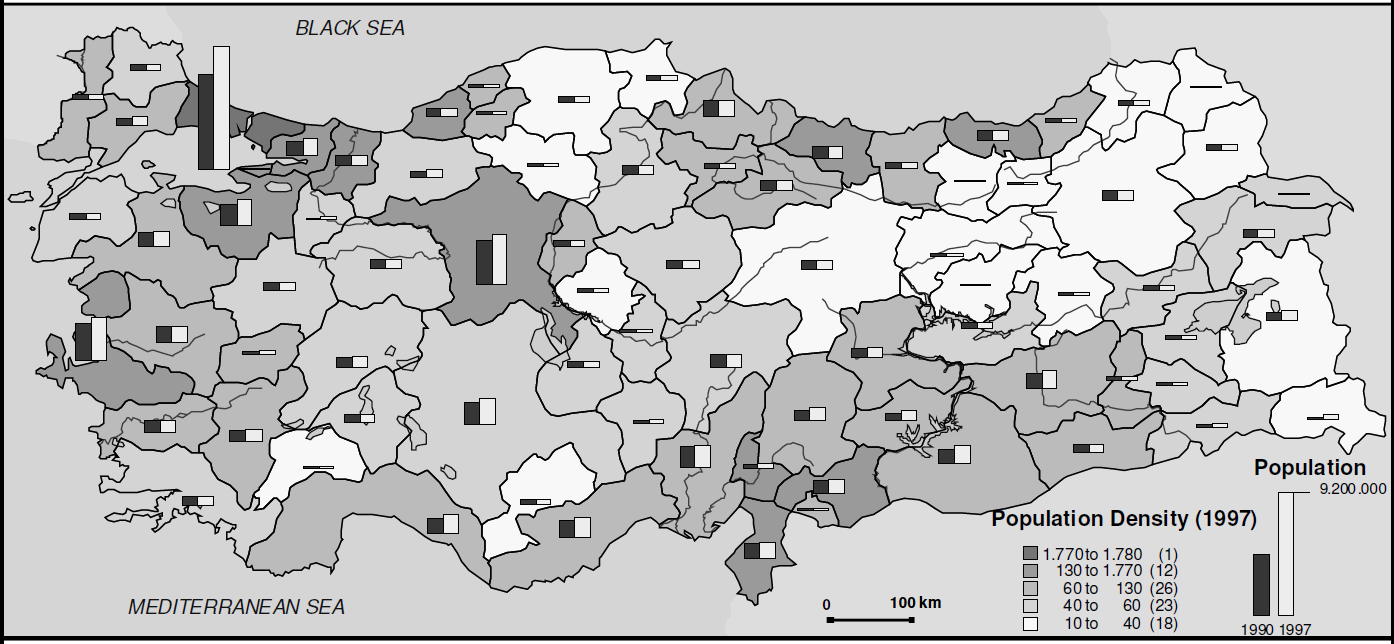 BLACK SEA
MEDITERRANEAN SEA
0 100 km
Population
9.200.000
1990 1997
Population Density (1997)
1.770 to 1.780 (1)
130 to 1.770 (12)
60 to 130 (26)
40 to 60 (23)
10 to 40 (18)